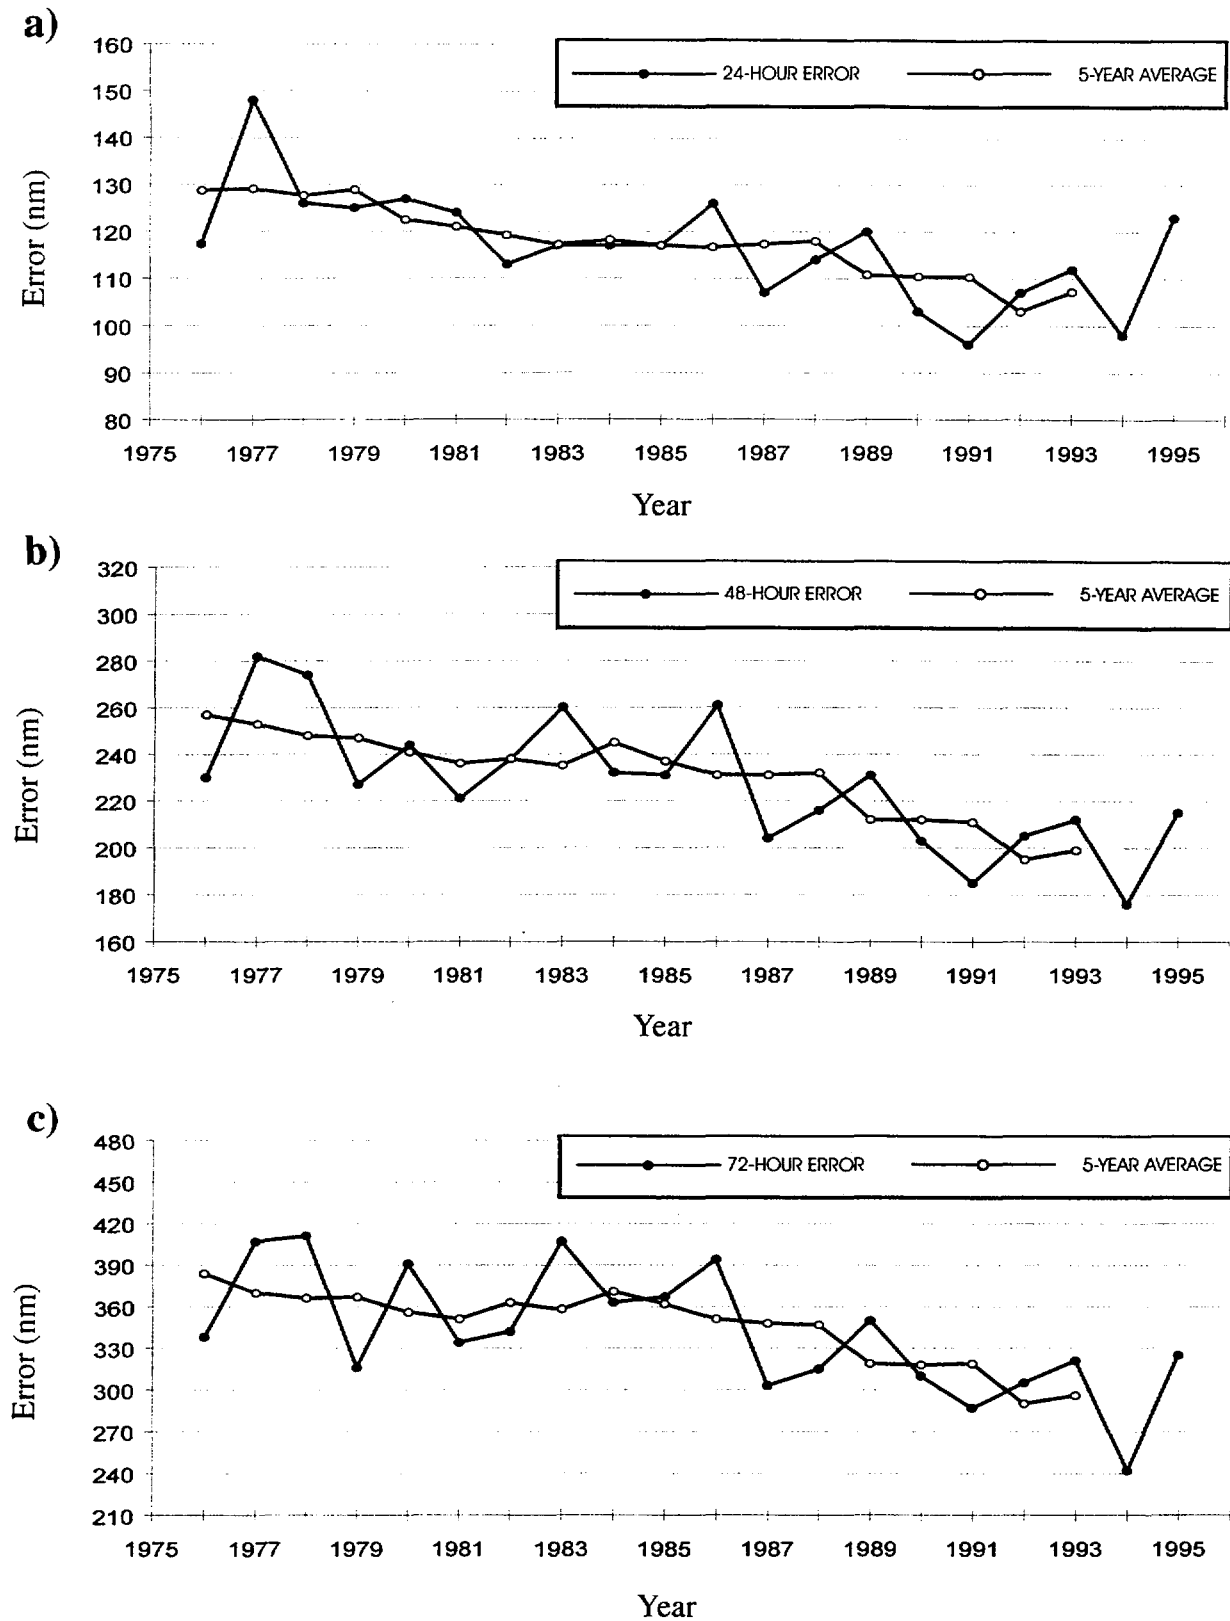 a)
160
150
140
130
120
110
100
90
80
Error (nm)
24-HOUR ERROR 5-YEAR AVERAGE
1975 1977 1979 1981 1983 1985 1987 1989 1991 1993 1995
Year
b)
320
300
280
260
240
220
200
180
160
Error (nm)
48-HOUR ERROR 5-YEAR AVERAGE
1975 1977 1979 1981 1983 1985 1987 1989 1991 1993 1995
Year
c)
480
450
420
390
360
330
300
270
240
210
Error (nm)
72-HOUR ERROR 5-YEAR AVERAGE
1975 1977 1979 1981 1983 1985 1987 1989 1991 1993 1995
Year